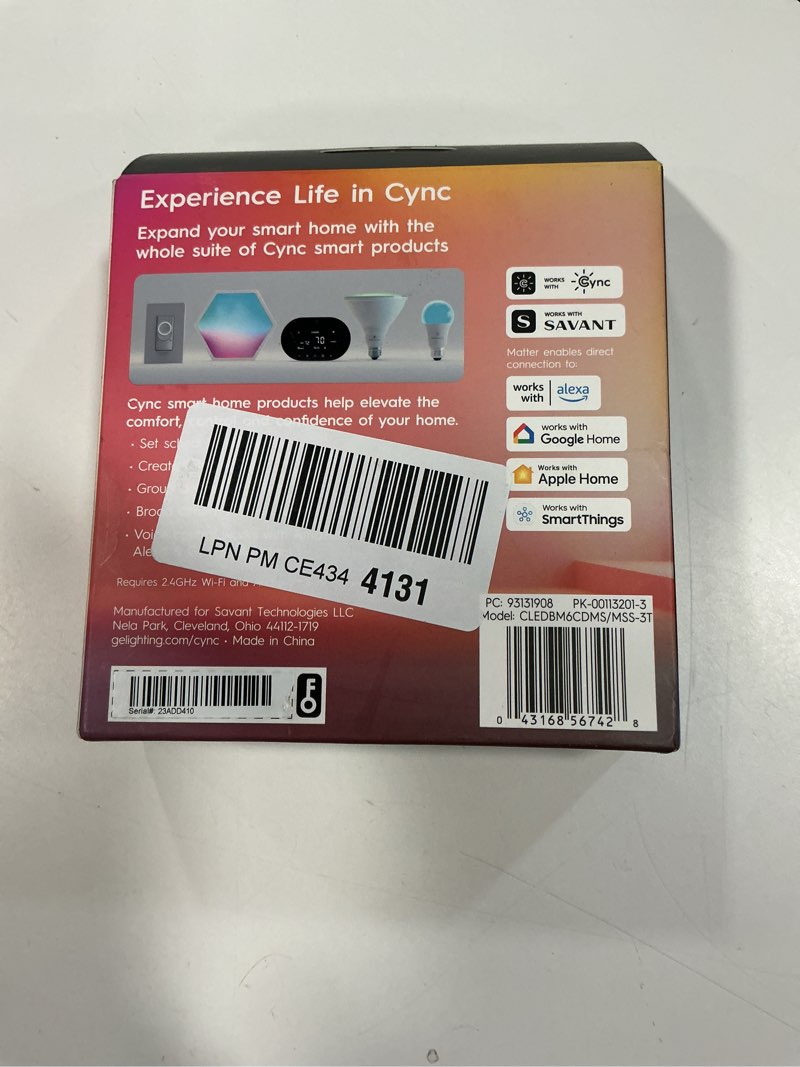 Experience Life in Cync
Expand your smart home with the
whole suite of Cync smart products
70
WORKS WITH Cync
S WORKS WITH SAVANT
Matter enables direct
connection to:
works with alexa
works with
Google Home
Works with
Apple Home
Works with
SmartThings
Cync smart home products help elevate the
comfort, control and confidence of your home.
• Set
•
•
•
•
LPN PM CE434 4131
Requires 2.4GHz Wi-Fi and
Manufactured for Savant Technologies LLC
Nela Park, Cleveland, Ohio 44112-1719
gelighting.com/cync • Made in China
Serial#: 23ADD410
PC: 93131908 PK-00113201-3
Model: CLEDBM6CDMS/MSS-3T
0 43168 56742 8